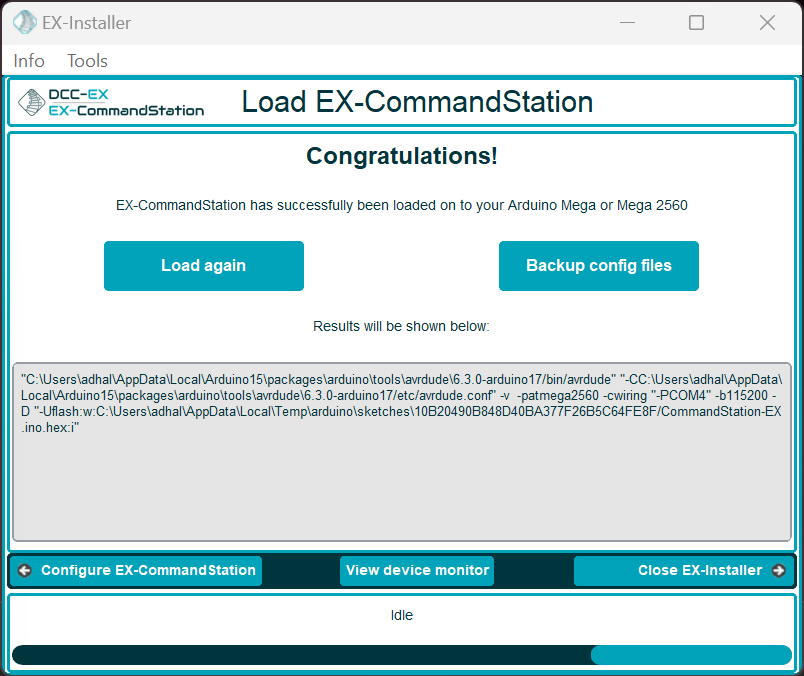 EX-Installer
Info Tools
DCC-EX
EX-CommandStation
Load EX-CommandStation
Congratulations!
EX-CommandStation has successfully been loaded on to your Arduino Mega or Mega 2560
Load again
Backup config files
Results will be shown below:
"C:\Users\adhal\AppData\Local\Arduino15\packages\arduino\tools\avrdude\6.3.0-arduino17/bin/avrdude" "-CC:\Users\adhal\AppData\
Local\Arduino15\packages\arduino\tools\avrdude\6.3.0-arduino17/etc/avrdude.conf" -v -patmega2560 -cwiring "-PCOM4" -b115200 -
D "-Uflash:w:C:\Users\adhal\AppData\Local\Temp\arduino\sketches\10B20490B848D40BA377F26B5C64FE8F/CommandStation-EX
.ino.hex:i"
Configure EX-CommandStation
View device monitor
Close EX-Installer
Idle